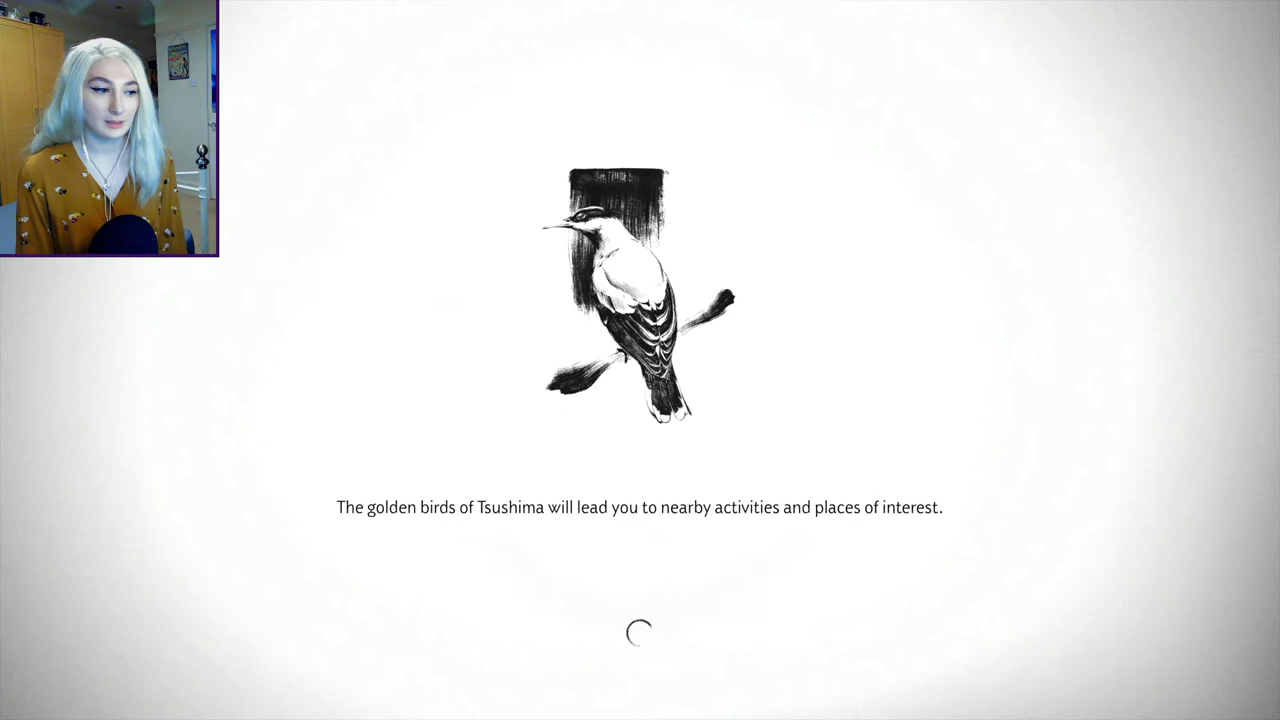 The golden birds of Tsushima will lead you to nearby activities and places of interest.